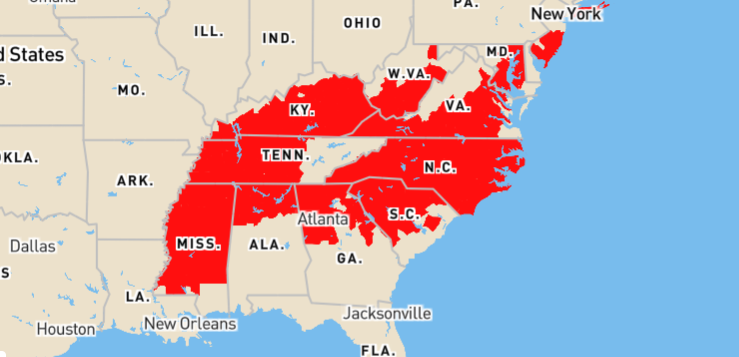 PA.
New York
OHIO
ILL.
IND.
MD.
d States
W.VA.
S.
MO.
KY.
VA.
KLA.
TENN.
N.C.
ARK.
S.C.
Atlanta
Dallas
MISS.
ALA.
GA.
S
LA.
Houston
New Orleans
Jacksonville
FLA.